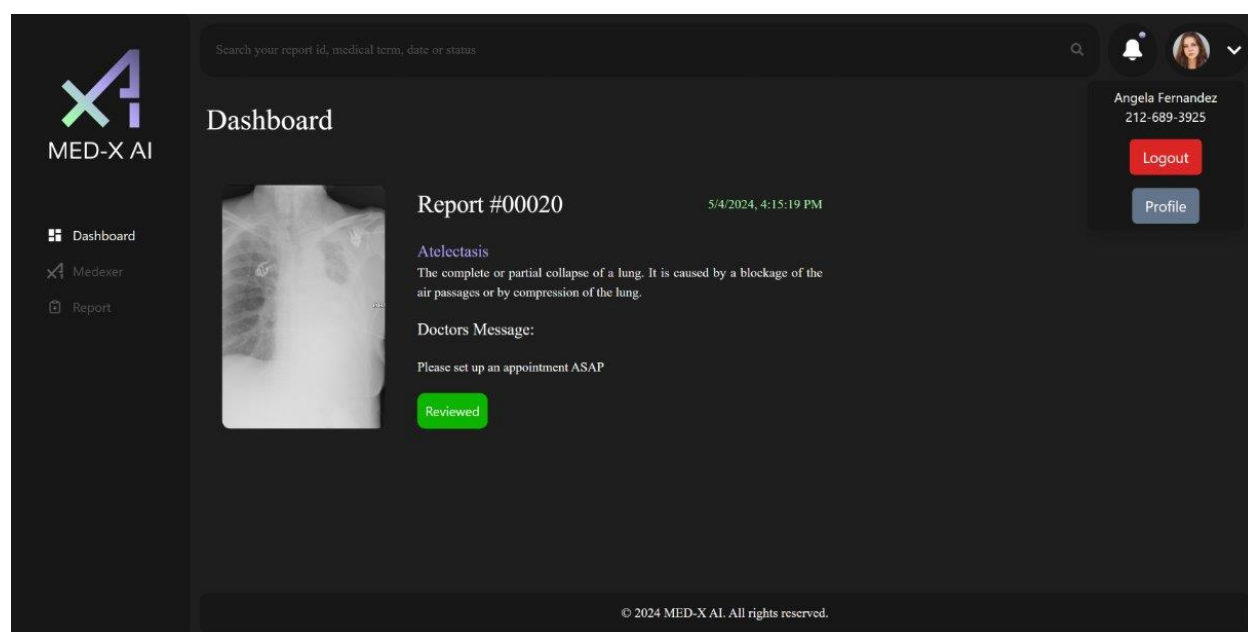 MED-X AI
Dashboard
Medexer
Report
Search your report id, medical term, date or status
Angela Fernandez
212-689-3925
Logout
Profile
Dashboard
Report #00020
5/4/2024, 4:15:19 PM
Atelectasis
The complete or partial collapse of a lung. It is caused by a blockage of the
air passages or by compression of the lung.
Doctors Message:
Please set up an appointment ASAP
Reviewed
© 2024 MED-X AI. All rights reserved.